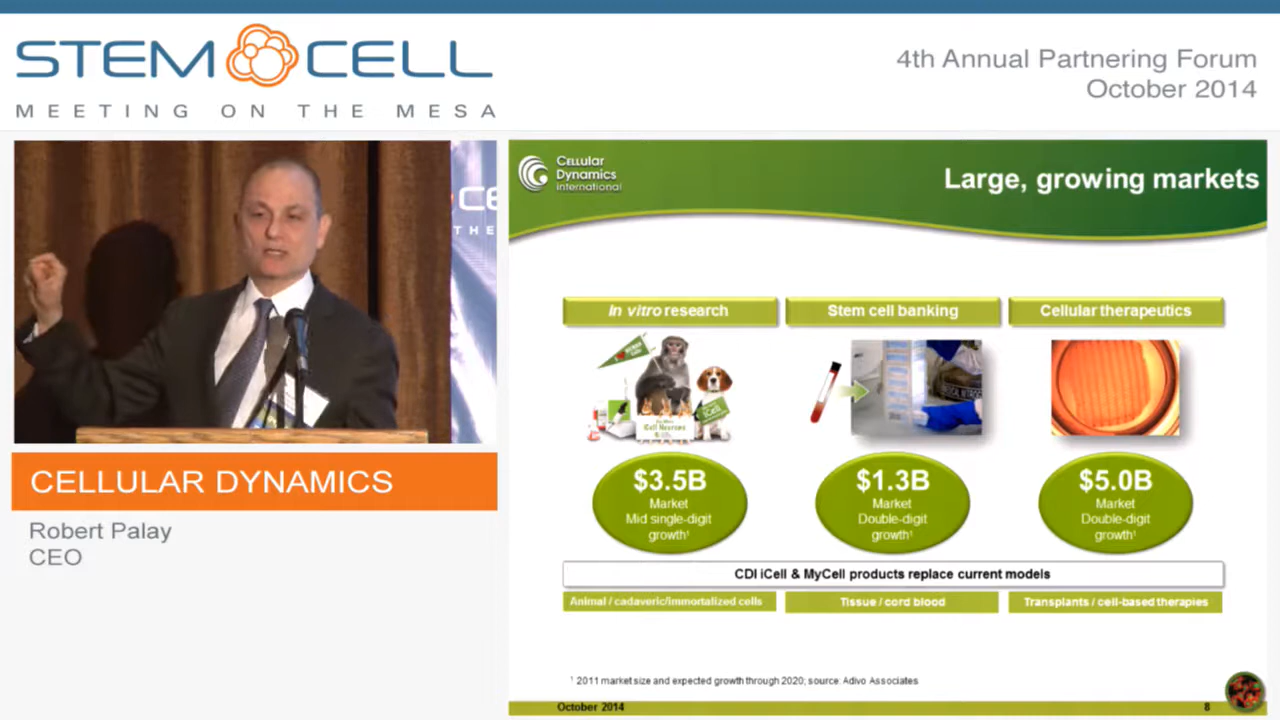 STEM CELL
MEETING ON THE MESA
4th Annual Partnering Forum
October 2014
CELLULAR DYNAMICS
Robert Palay
CEO
Cellular
Dynamics
international
Large, growing markets
In vitro research
Stem cell banking
Cellular therapeutics
$3.5B
Market
Mid single-digit
growth¹
$1.3B
Market
Double-digit
growth¹
$5.0B
Market
Double-digit
growth¹
CDI iCell & MyCell products replace current models
Animal / cadaveric/immortalized cells
Tissue / cord blood
Transplants / cell-based therapies
¹ 2011 market size and expected growth through 2020; source: Adivo Associates
October 2014
8